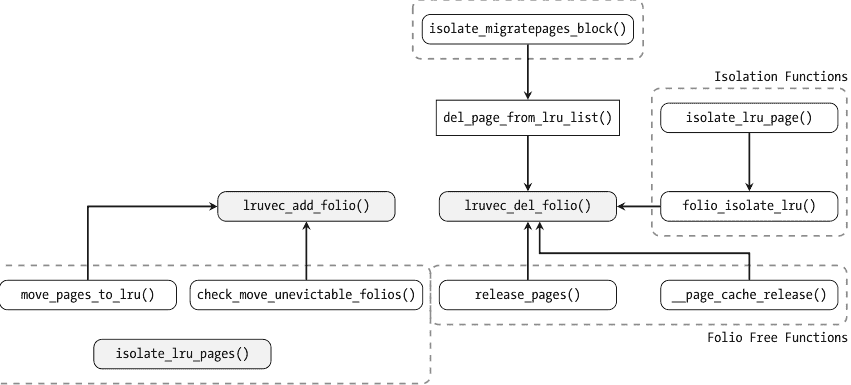 isolate_migratepages_block()
Isolation Functions
del_page_from_lru_list()
isolate_lru_page()
lruvec_add_folio()
lruvec_del_folio()
folio_isolate_lru()
move_pages_to_lru()
check_move_unevictable_folios()
release_pages()
__page_cache_release()
Folio Free Functions
isolate_lru_pages()